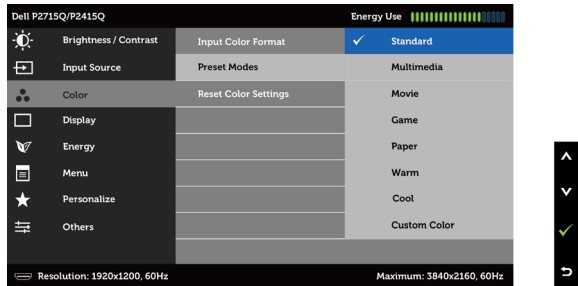 Dell P2715Q/P2415Q Energy Use
Brightness / Contrast Input Color Format Standard
Input Source Preset Modes Multimedia
Color Reset Color Settings Movie
Display Game
Energy Paper
Menu Warm
Personalize Cool
Others Custom Color
Resolution: 1920x1200, 60Hz Maximum: 3840x2160, 60Hz